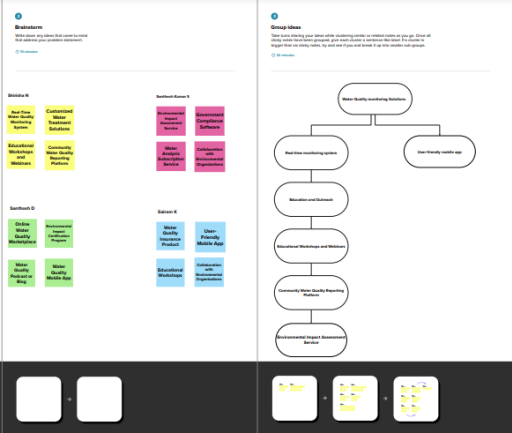 2
Brainstorm
Write down any ideas that come to mind
that address your problem statement.
10 minutes
Shirisha N
Real-Time
Water Quality
Monitoring
System
Customized
Water
Treatment
Solutions
Educational
Workshops
and
Webinars
Community
Water Quality
Reporting
Platform
Santhosh Kumar S
Environmental
Impact
Assessment
Service
Government
Compliance
Software
Water
Analysis
Subscription
Service
Collaboration
with
Environmental
Organizations
Santhosh D
Online
Water
Quality
Marketplace
Environmental
Impact
Certification
Program
Water
Quality
Podcast or
Blog
Water
Quality
Mobile App
Sairam K
Water
Quality
Insurance
Product
User-
Friendly
Mobile App
Educational
Workshops
Collaboration
with
Environmental
Organizations
3
Group ideas
Take turns sharing your ideas while clustering similar or related notes as you go. Once all
sticky notes have been grouped, give each cluster a sentence-like label. If a cluster is
bigger than six sticky notes, try and see if you and break it up into smaller sub-groups.
20 minutes
Water Quality monitoring Solutions
Real-time monitoring system
User-friendly mobile app
Education and Outreach
Educational Workshops and Webinars
Community Water Quality Reporting
Platform
Environmental Impact Assessment
Service